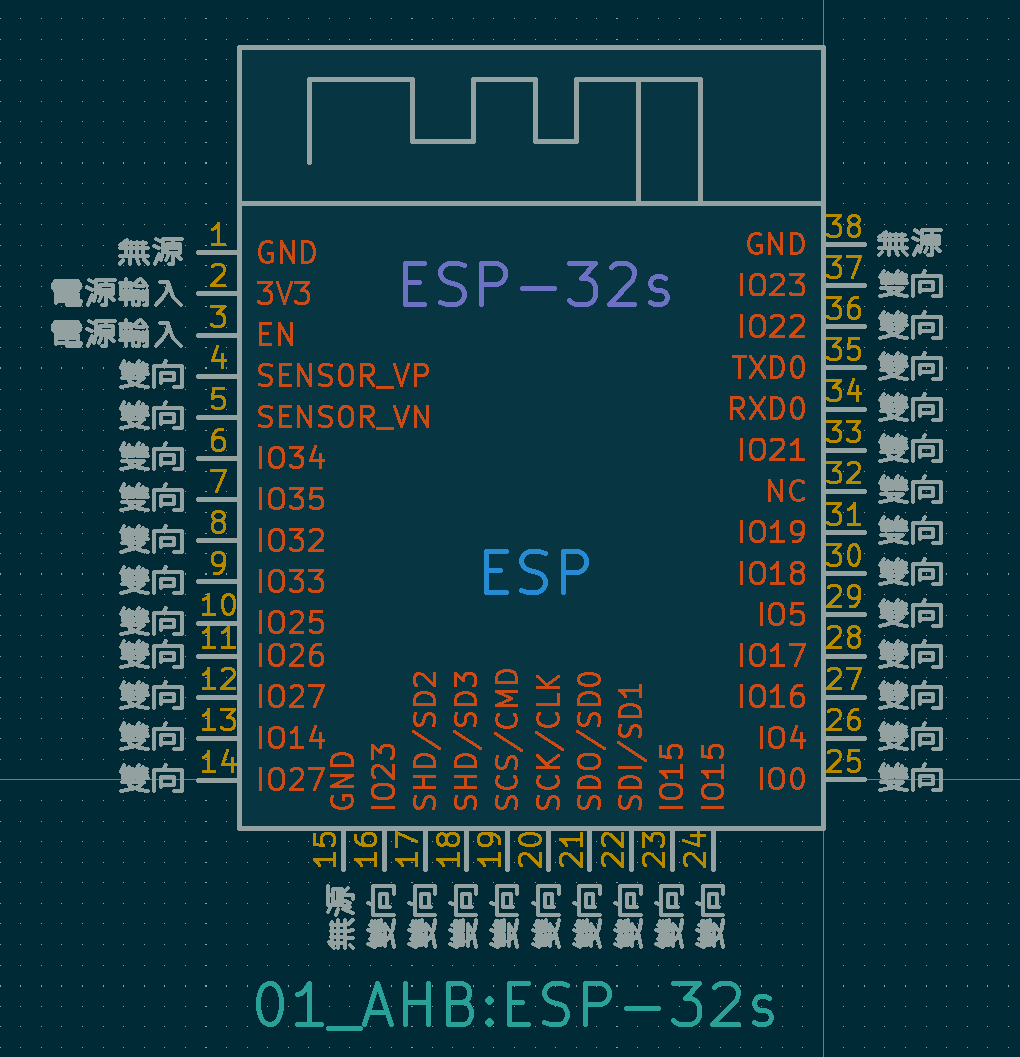 ESP-32s
ESP
無源 1 GND
電源輸入 2 3V3
電源輸入 3 EN
雙向 4 SENSOR_VP
雙向 5 SENSOR_VN
雙向 6 IO34
雙向 7 IO35
雙向 8 IO32
雙向 9 IO33
雙向 10 IO25
雙向 11 IO26
雙向 12 IO27
雙向 13 IO14
雙向 14 IO27
GND 15 無源
IO23 16 雙向
SHD/SD2 17 雙向
SHD/SD3 18 雙向
SCS/CMD 19 雙向
SCK/CLK 20 雙向
SDO/SD0 21 雙向
SDI/SD1 22 雙向
IO15 23 雙向
IO15 24 雙向
GND 38 無源
IO23 37 雙向
IO22 36 雙向
TXD0 35 雙向
RXD0 34 雙向
IO21 33 雙向
NC 32 雙向
IO19 31 雙向
IO18 30 雙向
IO5 29 雙向
IO17 28 雙向
IO16 27 雙向
IO4 26 雙向
IO0 25 雙向
01_AHB:ESP-32s